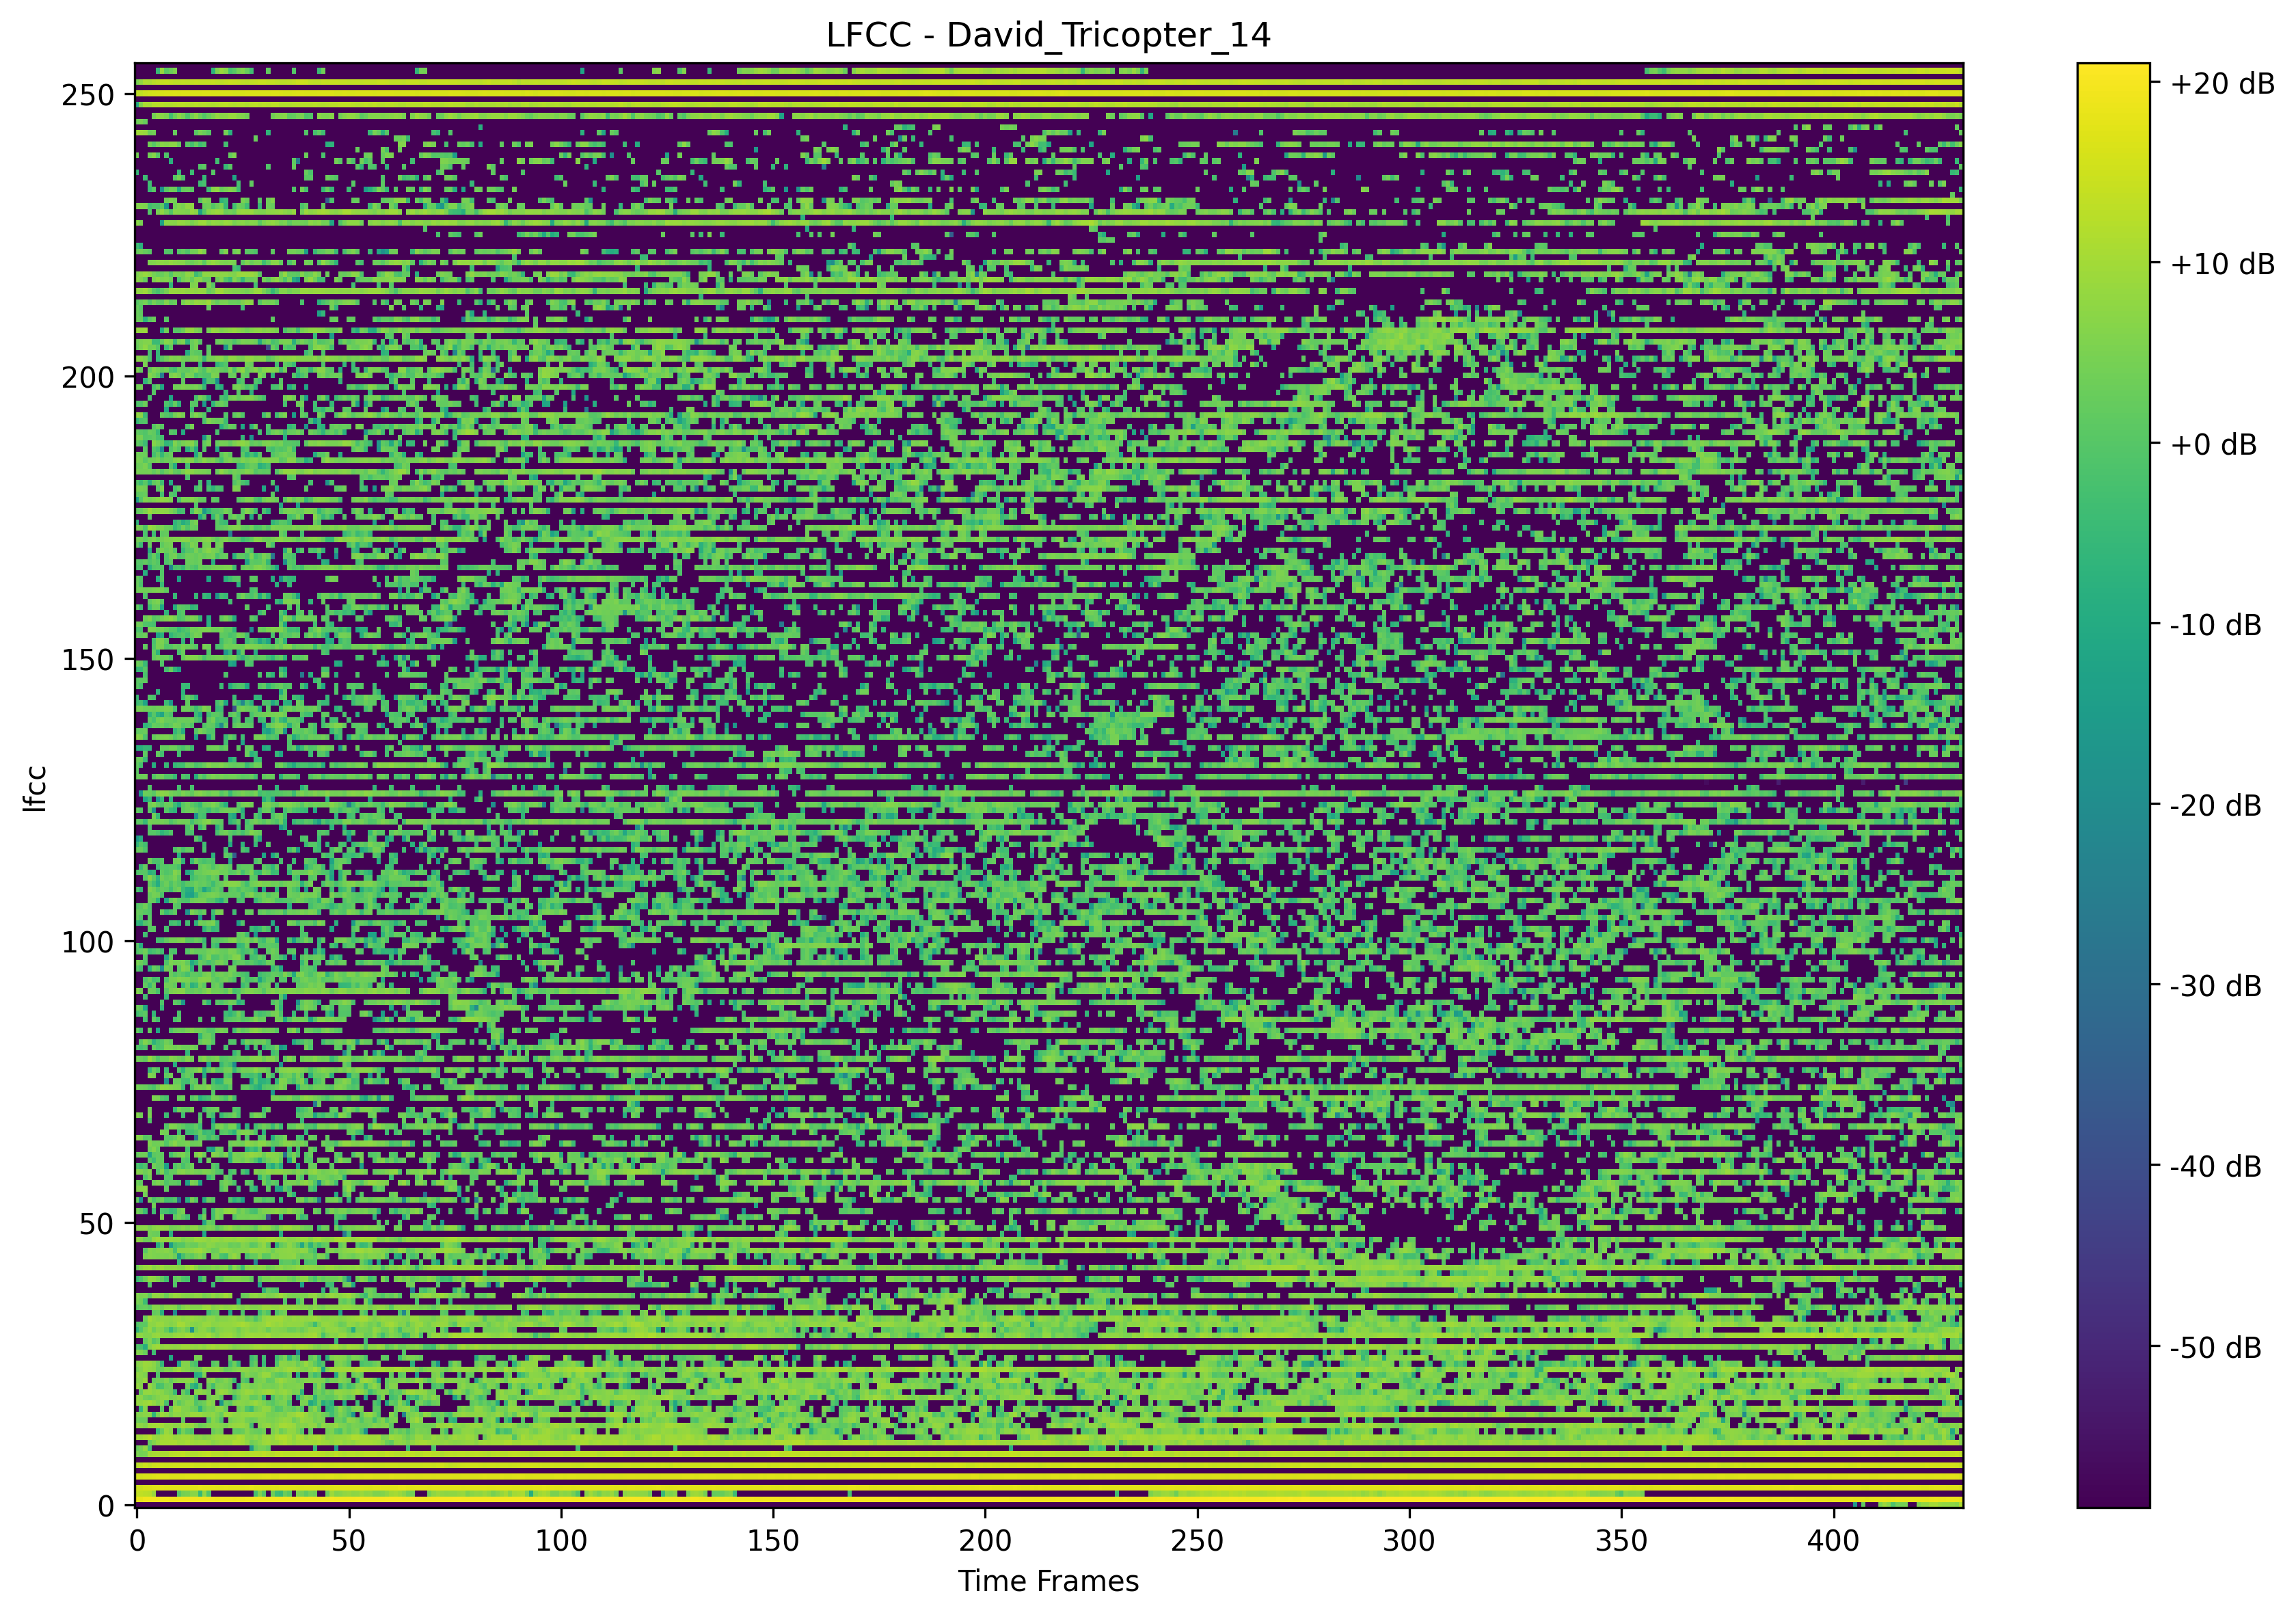 LFCC - David_Tricopter_14
250
200
150
100
50
0
lfcc
0 50 100 150 200 250 300 350 400
Time Frames
+20 dB
+10 dB
+0 dB
-10 dB
-20 dB
-30 dB
-40 dB
-50 dB